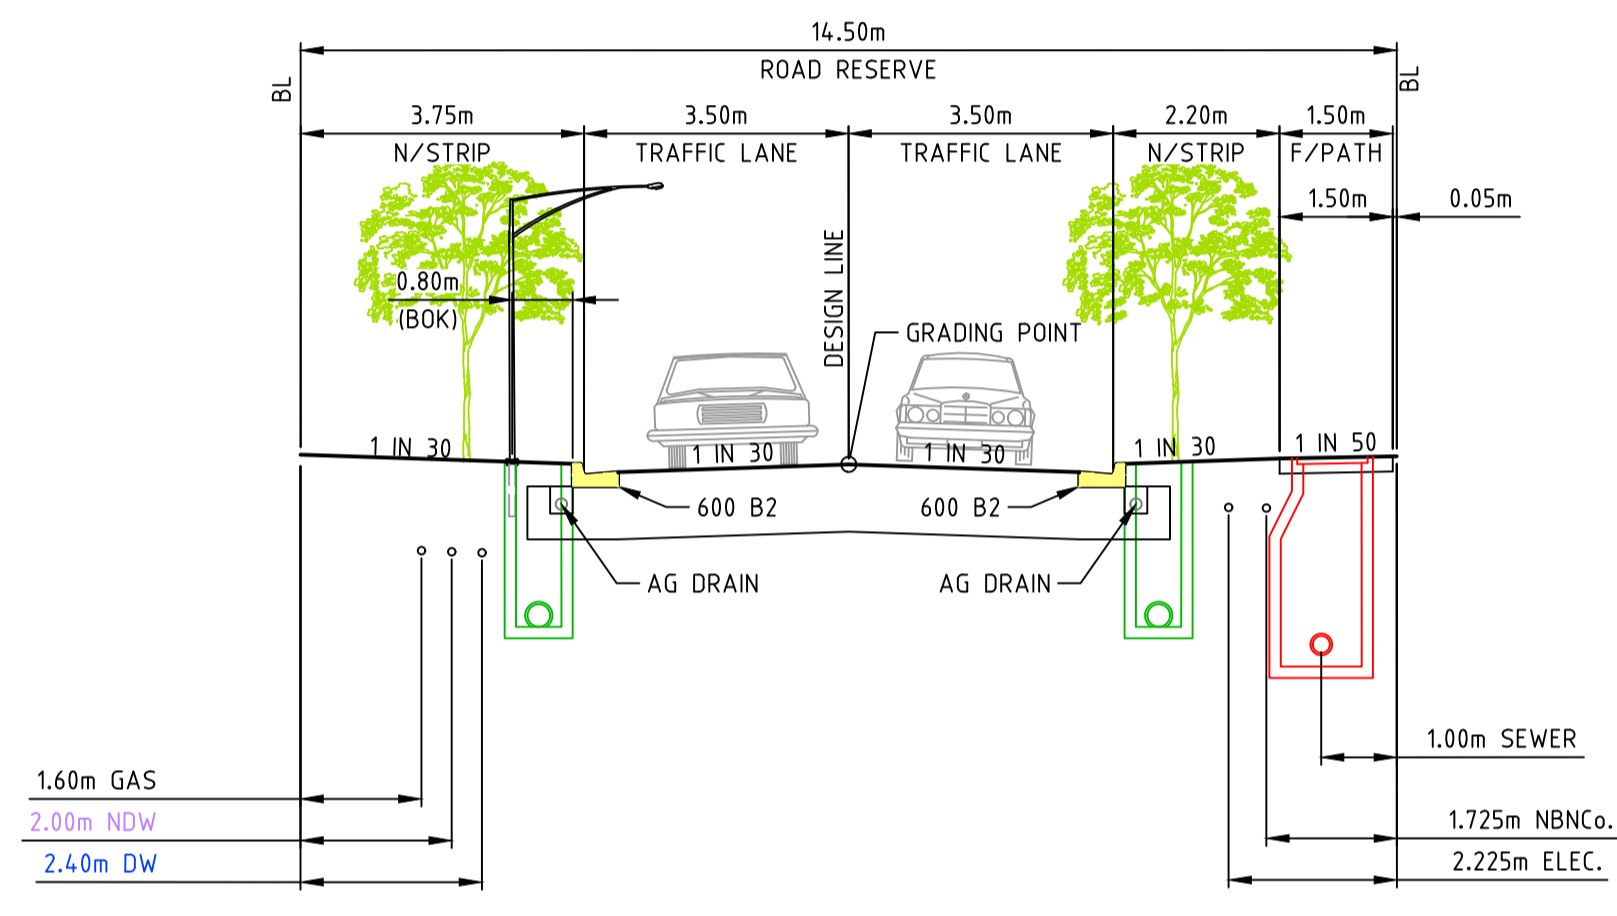 14.50m
ROAD RESERVE
BL
BL
3.75m
3.50m
3.50m
2.20m
1.50m
N/STRIP
TRAFFIC LANE
TRAFFIC LANE
N/STRIP
F/PATH
1.50m
0.05m
0.80m
(BOK)
DESIGN LINE
GRADING POINT
1 IN 30
1 IN 30
1 IN 30
1 IN 30
1 IN 50
600 B2
600 B2
AG DRAIN
AG DRAIN
1.00m SEWER
1.60m GAS
2.00m NDW
2.40m DW
1.725m NBNCo.
2.225m ELEC.